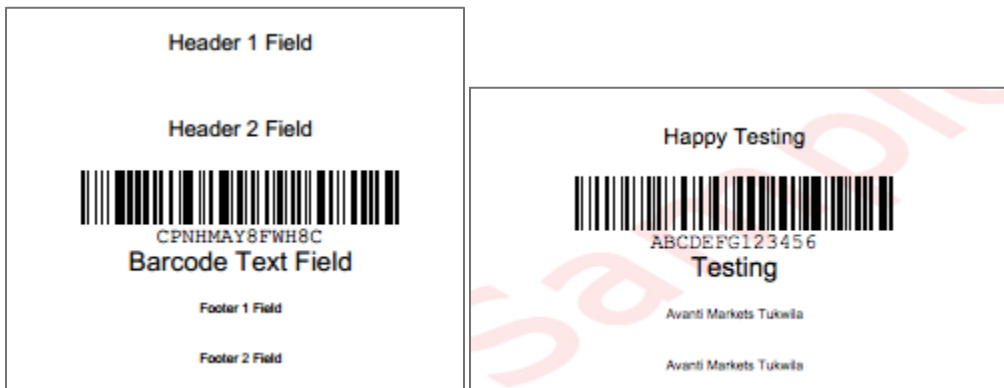 Header 1 Field
Header 2 Field
CPNHMAY8FWH8C
Barcode Text Field
Footer 1 Field
Footer 2 Field
Happy Testing
ABCDEFG123456
Testing
Avanti Markets Tukwila
Avanti Markets Tukwila
Sample